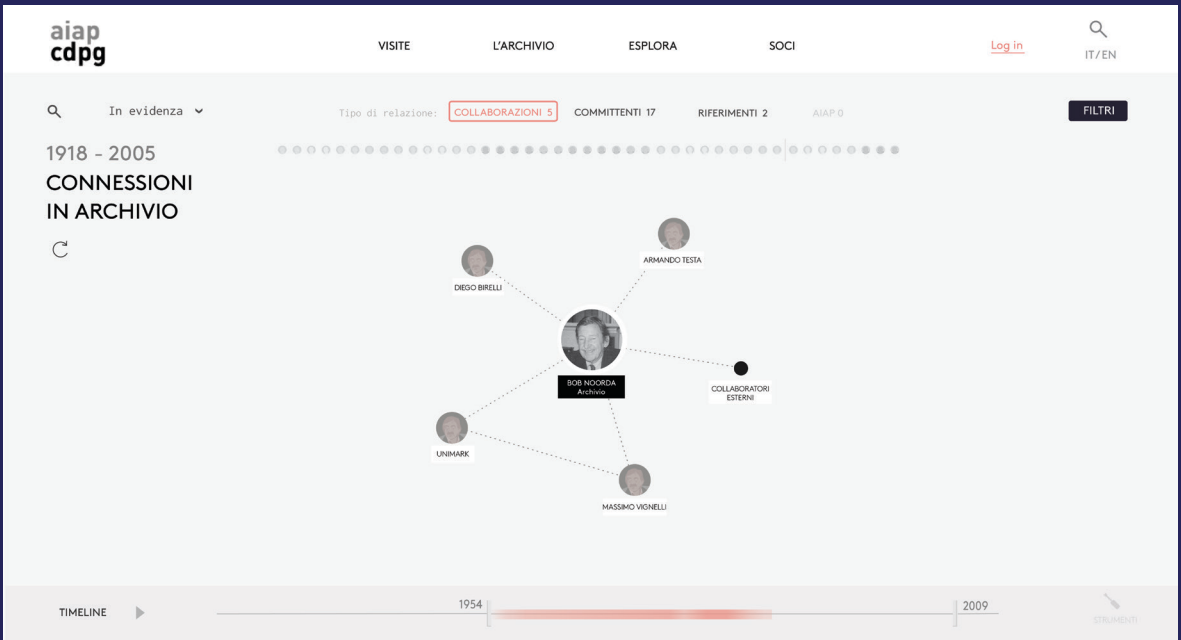 aiap
cdpg
VISITE
L'ARCHIVIO
ESPLORA
SOCI
Log in
IT/EN
In evidenza
Tipo di relazione:
COLLABORAZIONI 5
COMMITTENTI 17
RIFERIMENTI 2
AIAP 0
FILTRI
1918 - 2005
CONNESSIONI
IN ARCHIVIO
ARMANDO TESTA
DIEGO BIRELLI
BOB NOORDA
Archivio
COLLABORATORI
ESTERNI
UNIMARK
MASSIMO VIGNELLI
TIMELINE
1954
2009
STRUMENTI